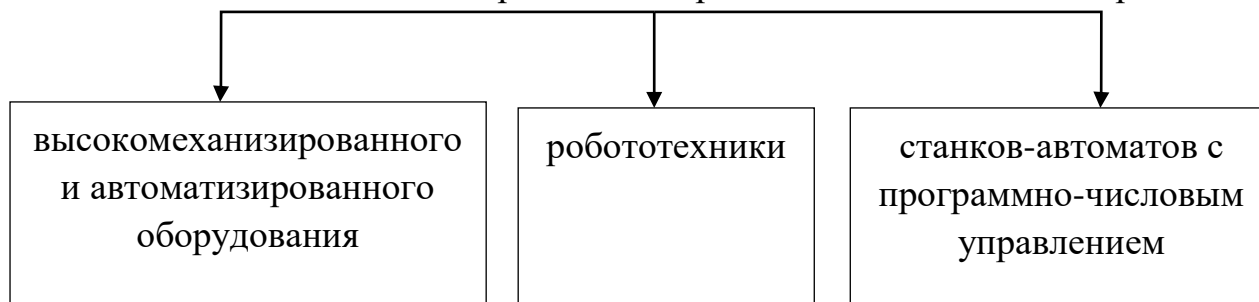 высокомеханизированного
и автоматизированного
оборудования
робототехники
станков-автоматов с
программно-числовым
управлением